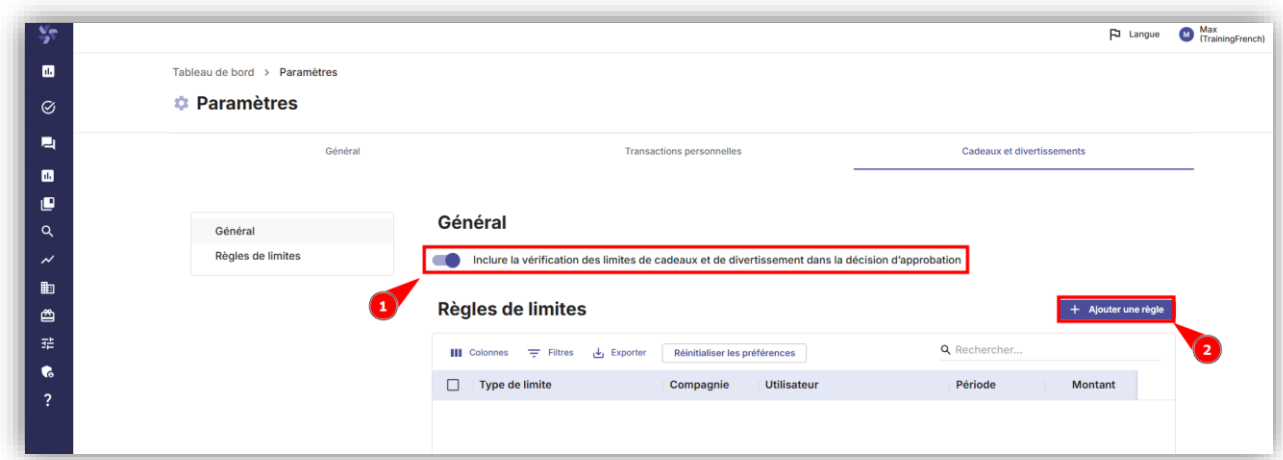 Langue
M
Max
(TrainingFrench)
Tableau de bord > Paramètres
Paramètres
Général
Transactions personnelles
Cadeaux et divertissements
Général
Règles de limites
Général
Inclure la vérification des limites de cadeaux et de divertissement dans la décision d'approbation
1
Règles de limites
+ Ajouter une règle
2
Colonnes
Filtres
Exporter
Réinitialiser les préférences
Rechercher...
Type de limite
Compagnie
Utilisateur
Période
Montant
?